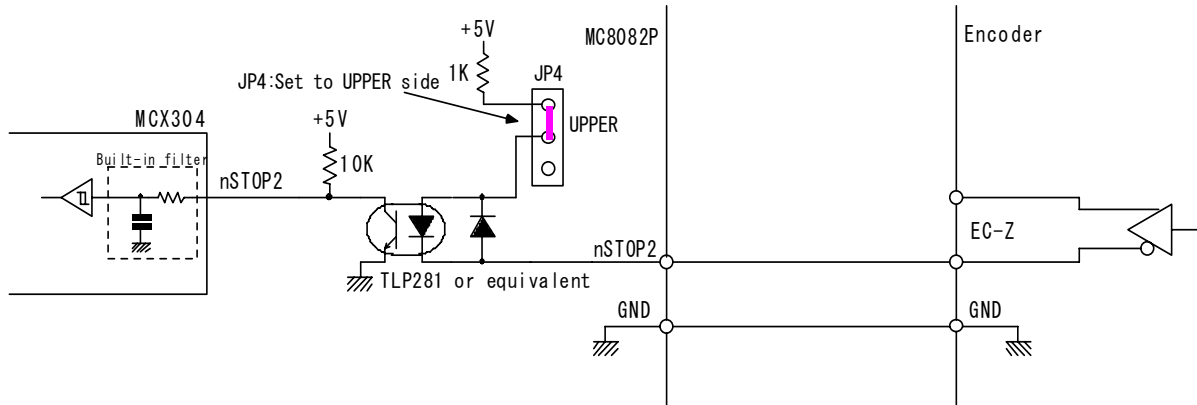 +5V
MC8082P
Encoder
1K
JP4
JP4:Set to UPPER side
MCX304
+5V
UPPER
Built-in filter
10K
nSTOP2
EC-Z
nSTOP2
TLP281 or equivalent
GND
GND